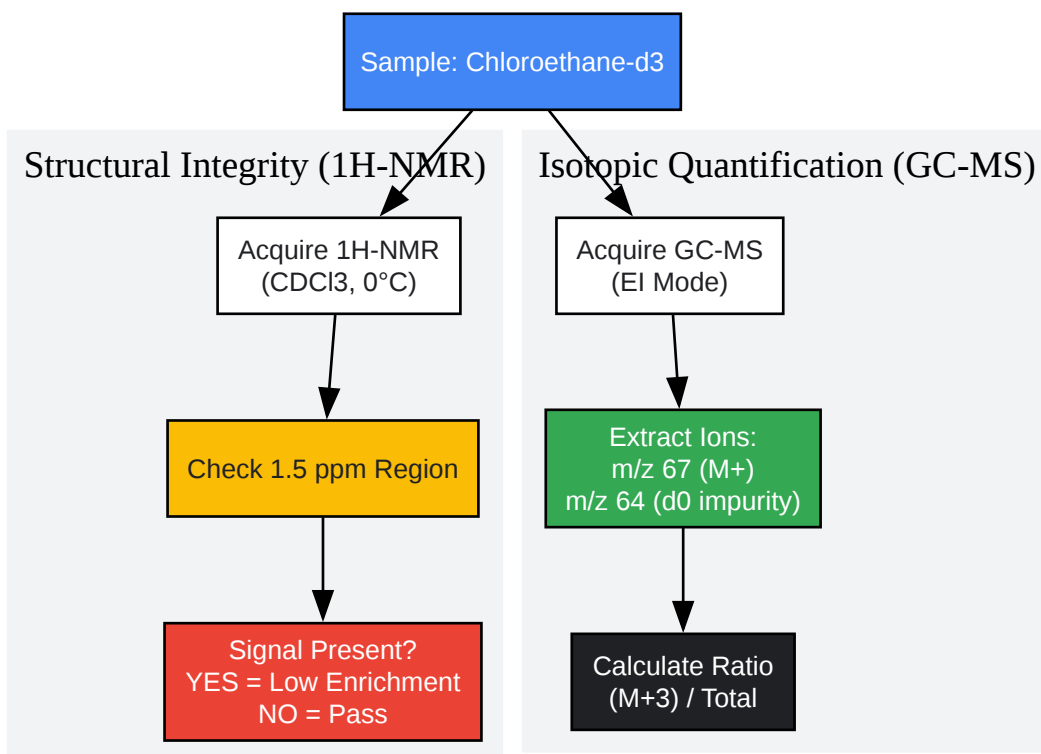 Sample: Chloroethane-d3
Structural Integrity (1H-NMR)
Acquire 1H-NMR
(CDCl3, 0°C)
Check 1.5 ppm Region
Signal Present?
YES = Low Enrichment
NO = Pass
Isotopic Quantification (GC-MS)
Acquire GC-MS
(EI Mode)
Extract Ions:
m/z 67 (M+)
m/z 64 (d0 impurity)
Calculate Ratio
(M+3) / Total